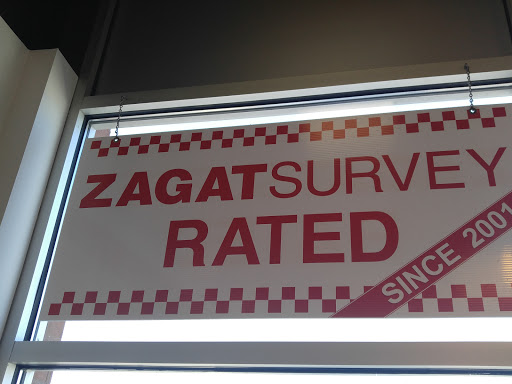 ZAGATSURVEY
RATED
SINCE 2001